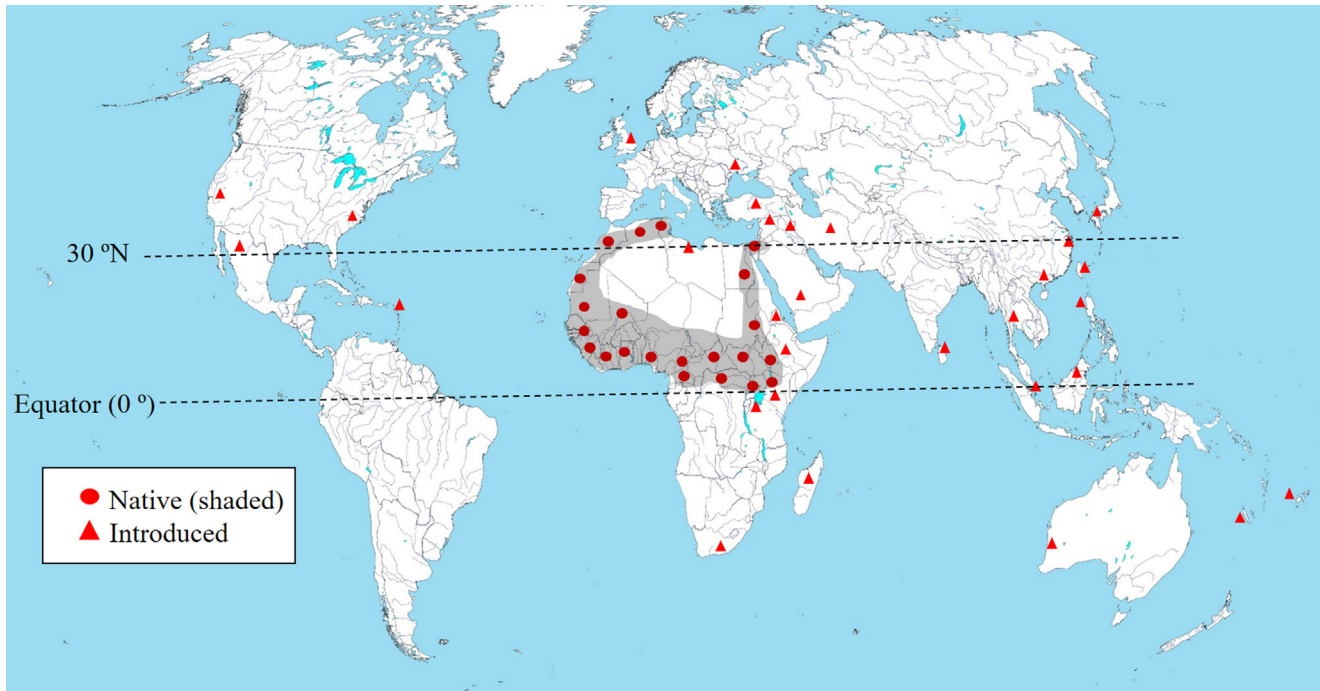 30 ºN
Equator (0 º)
Native (shaded)
Introduced